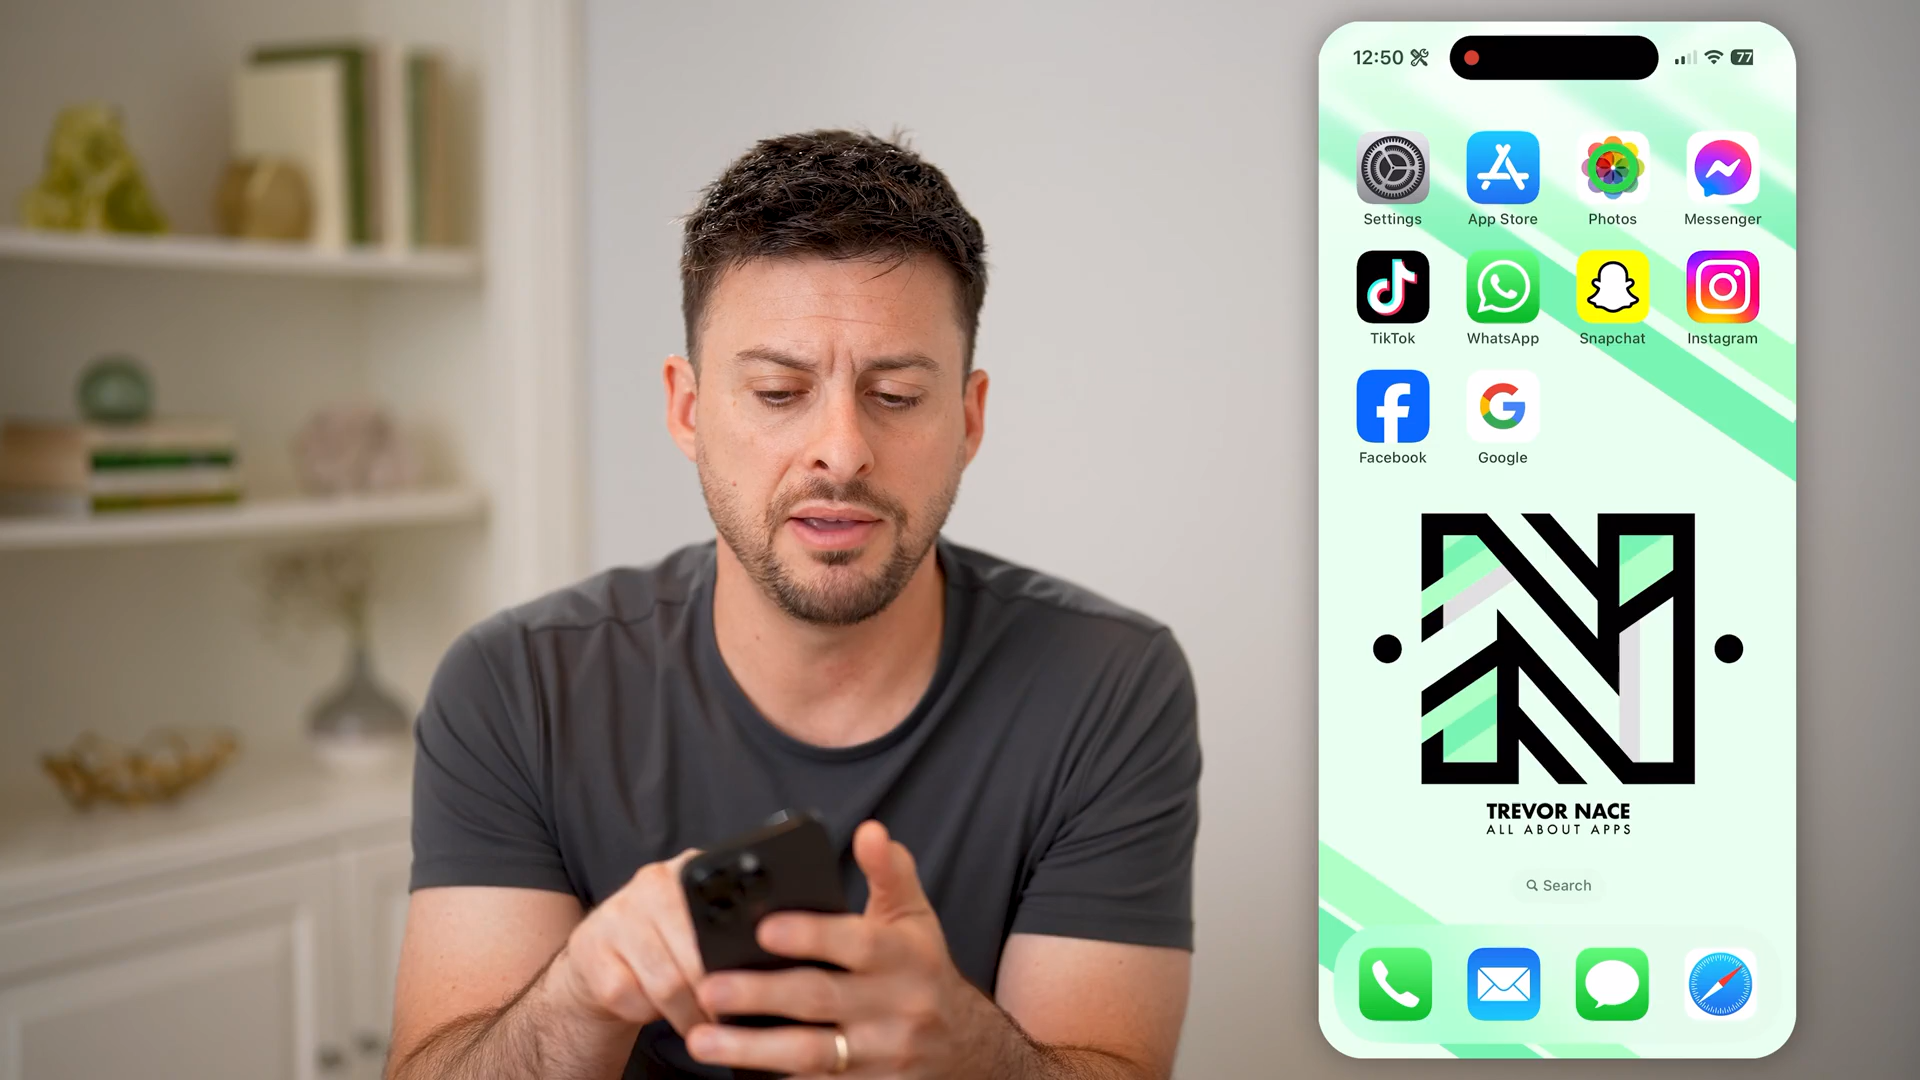 12:50
77
Settings
App Store
Photos
Messenger
TikTok
WhatsApp
Snapchat
Instagram
Facebook
Google
TREVOR NACE
ALL ABOUT APPS
Search